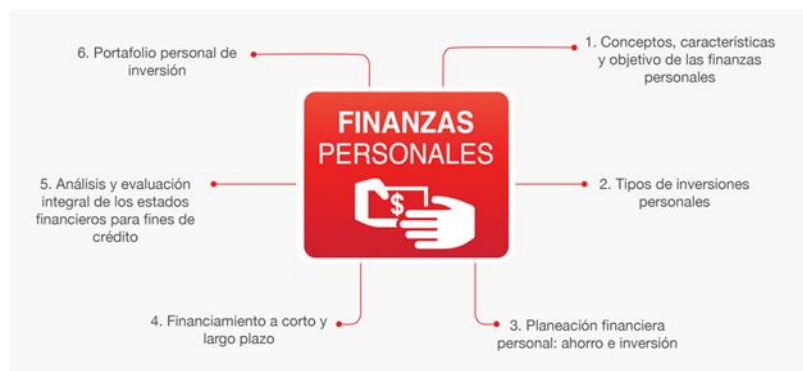 FINANZAS
PERSONALES
$
1. Conceptos, características
y objetivo de las finanzas
personales
2. Tipos de inversiones
personales
3. Planeación financiera
personal: ahorro e inversión
4. Financiamiento a corto y
largo plazo
5. Análisis y evaluación
integral de los estados
financieros para fines de
crédito
6. Portafolio personal de
inversión